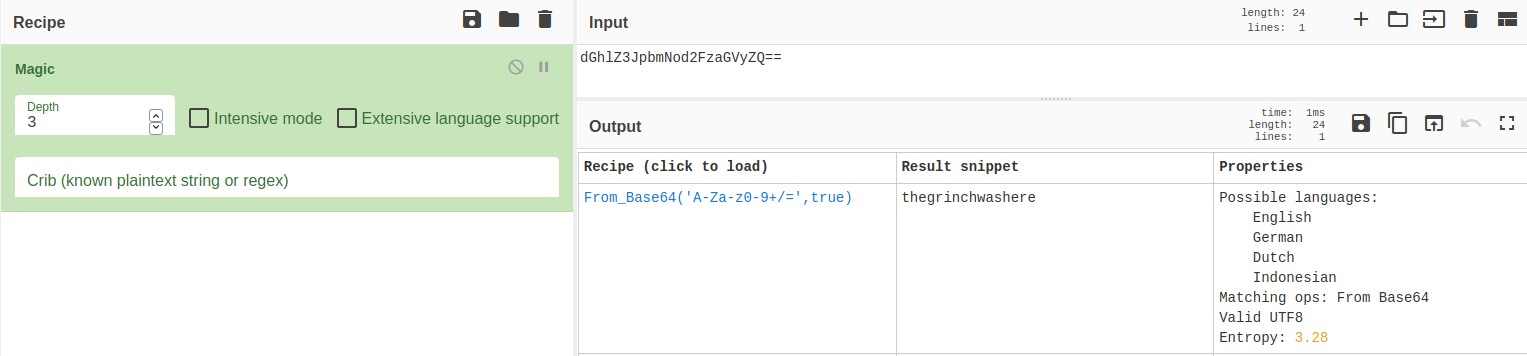 Recipe
Magic
Depth
3
Intensive mode
Extensive language support
Crib (known plaintext string or regex)
Input
length: 24
lines: 1
dGhlZ3JpbmNod2FzaGVyZQ==
Output
time: 1ms
length: 24
lines: 1
Recipe (click to load) Result snippet Properties
From_Base64('A-Za-z0-9+/=',true) thegrinchwashere Possible languages:
English
German
Dutch
Indonesian
Matching ops: From Base64
Valid UTF8
Entropy: 3.28